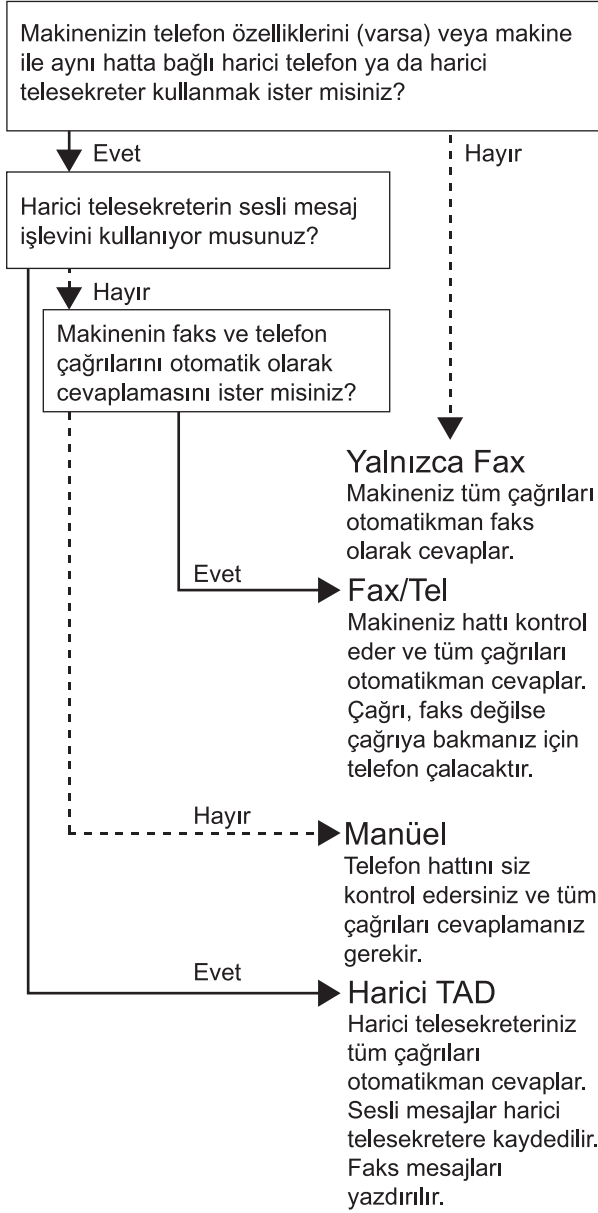 Makinenizin telefon özelliklerini (varsa) veya makine
ile aynı hatta bağlı harici telefon ya da harici
telesekreter kullanmak ister misiniz?
Evet
Hayır
Harici telesekreterin sesli mesaj
işlevini kullanıyor musunuz?
Hayır
Makinenin faks ve telefon
çağrılarını otomatik olarak
cevaplamasını ister misiniz?
Yalnızca Fax
Makineniz tüm çağrıları
otomatikman faks
olarak cevaplar.
Evet
Fax/Tel
Makineniz hattı kontrol
eder ve tüm çağrıları
otomatikman cevaplar.
Çağrı, faks değilse
çağrıya bakmanız için
telefon çalacaktır.
Hayır
Manüel
Telefon hattını siz
kontrol edersiniz ve tüm
çağrıları cevaplamanız
gerekir.
Evet
Harici TAD
Harici telesekreteriniz
tüm çağrıları
otomatikman cevaplar.
Sesli mesajlar harici
telesekretere kaydedilir.
Faks mesajları
yazdırılır.